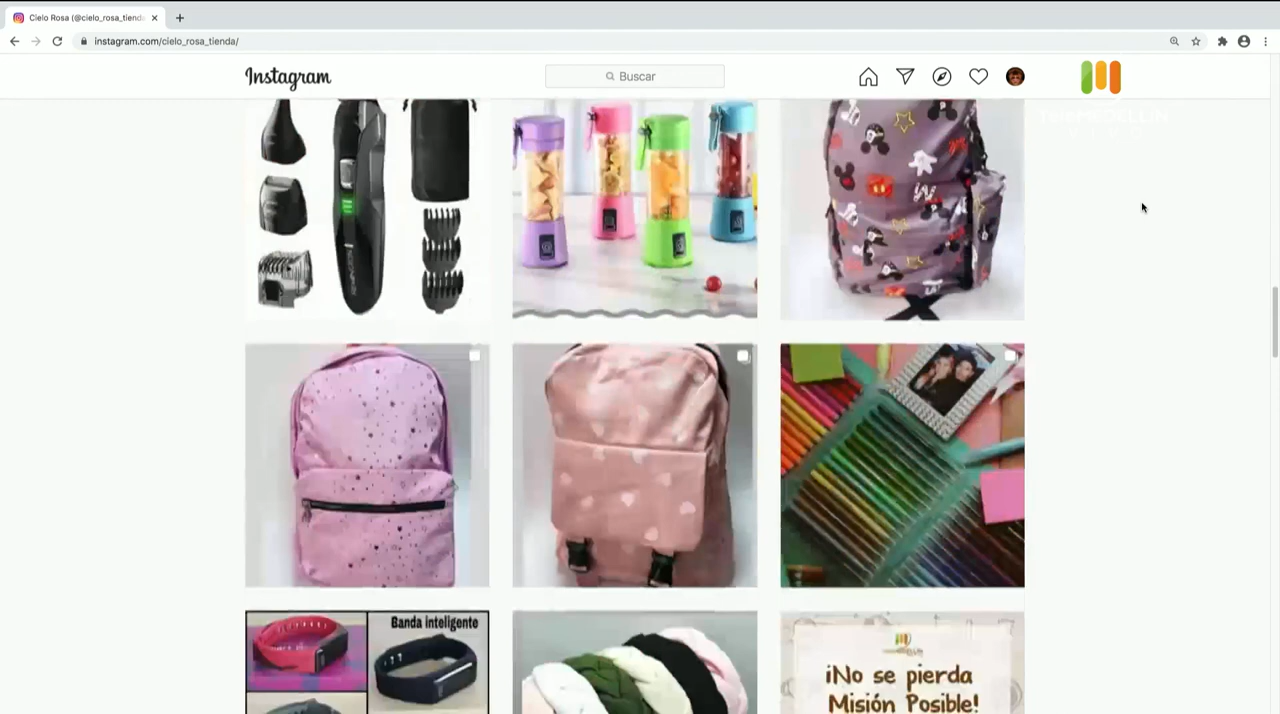 Cielo Rosa (@cielo_rosa_tienda
instagram.com/cielo_rosa_tienda/
Instagram
Buscar
Banda inteligente
¡No se pierda
Misión Posible!